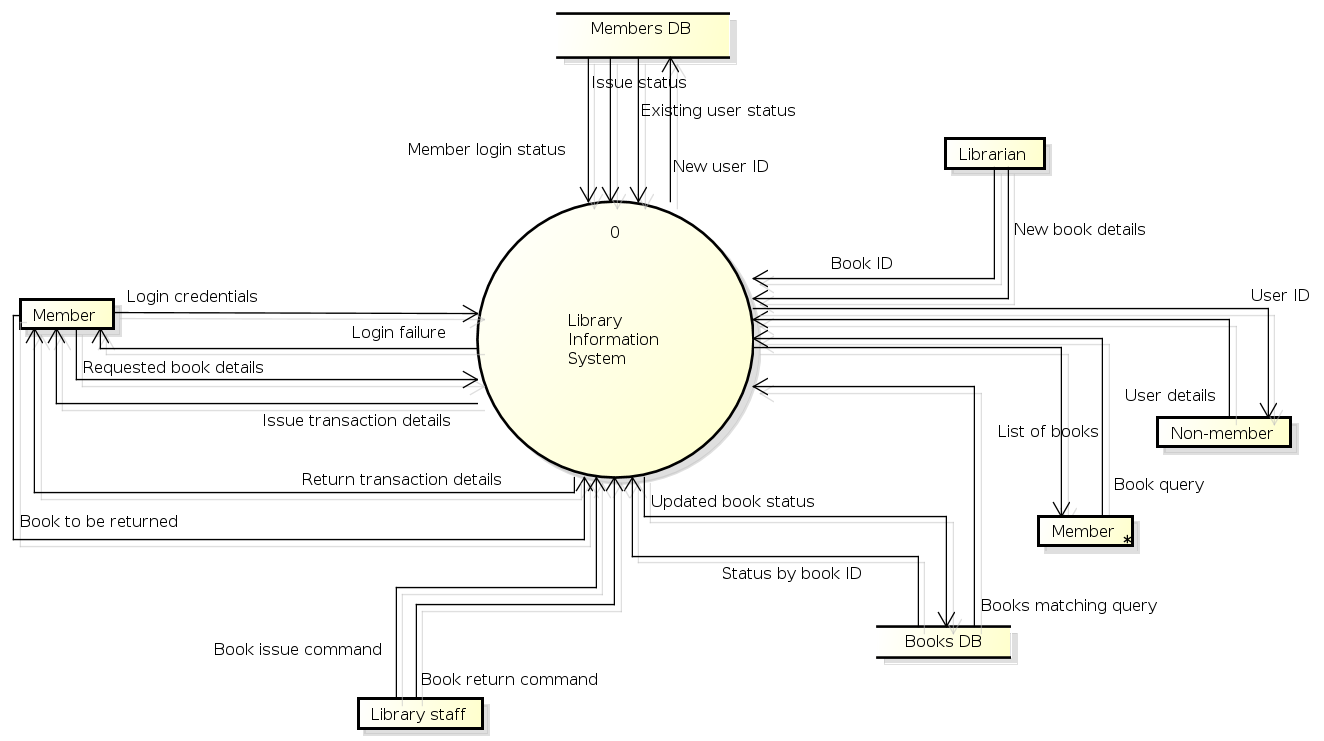 Members DB
Issue status
Existing user status
Member login status
New user ID
Librarian
0
New book details
Book ID
Login credentials
User ID
Member
Library
Information
System
Login failure
Requested book details
User details
Issue transaction details
List of books
Non-member
Return transaction details
Book query
Updated book status
Book to be returned
Member
*
Status by book ID
Books matching query
Books DB
Book issue command
Book return command
Library staff